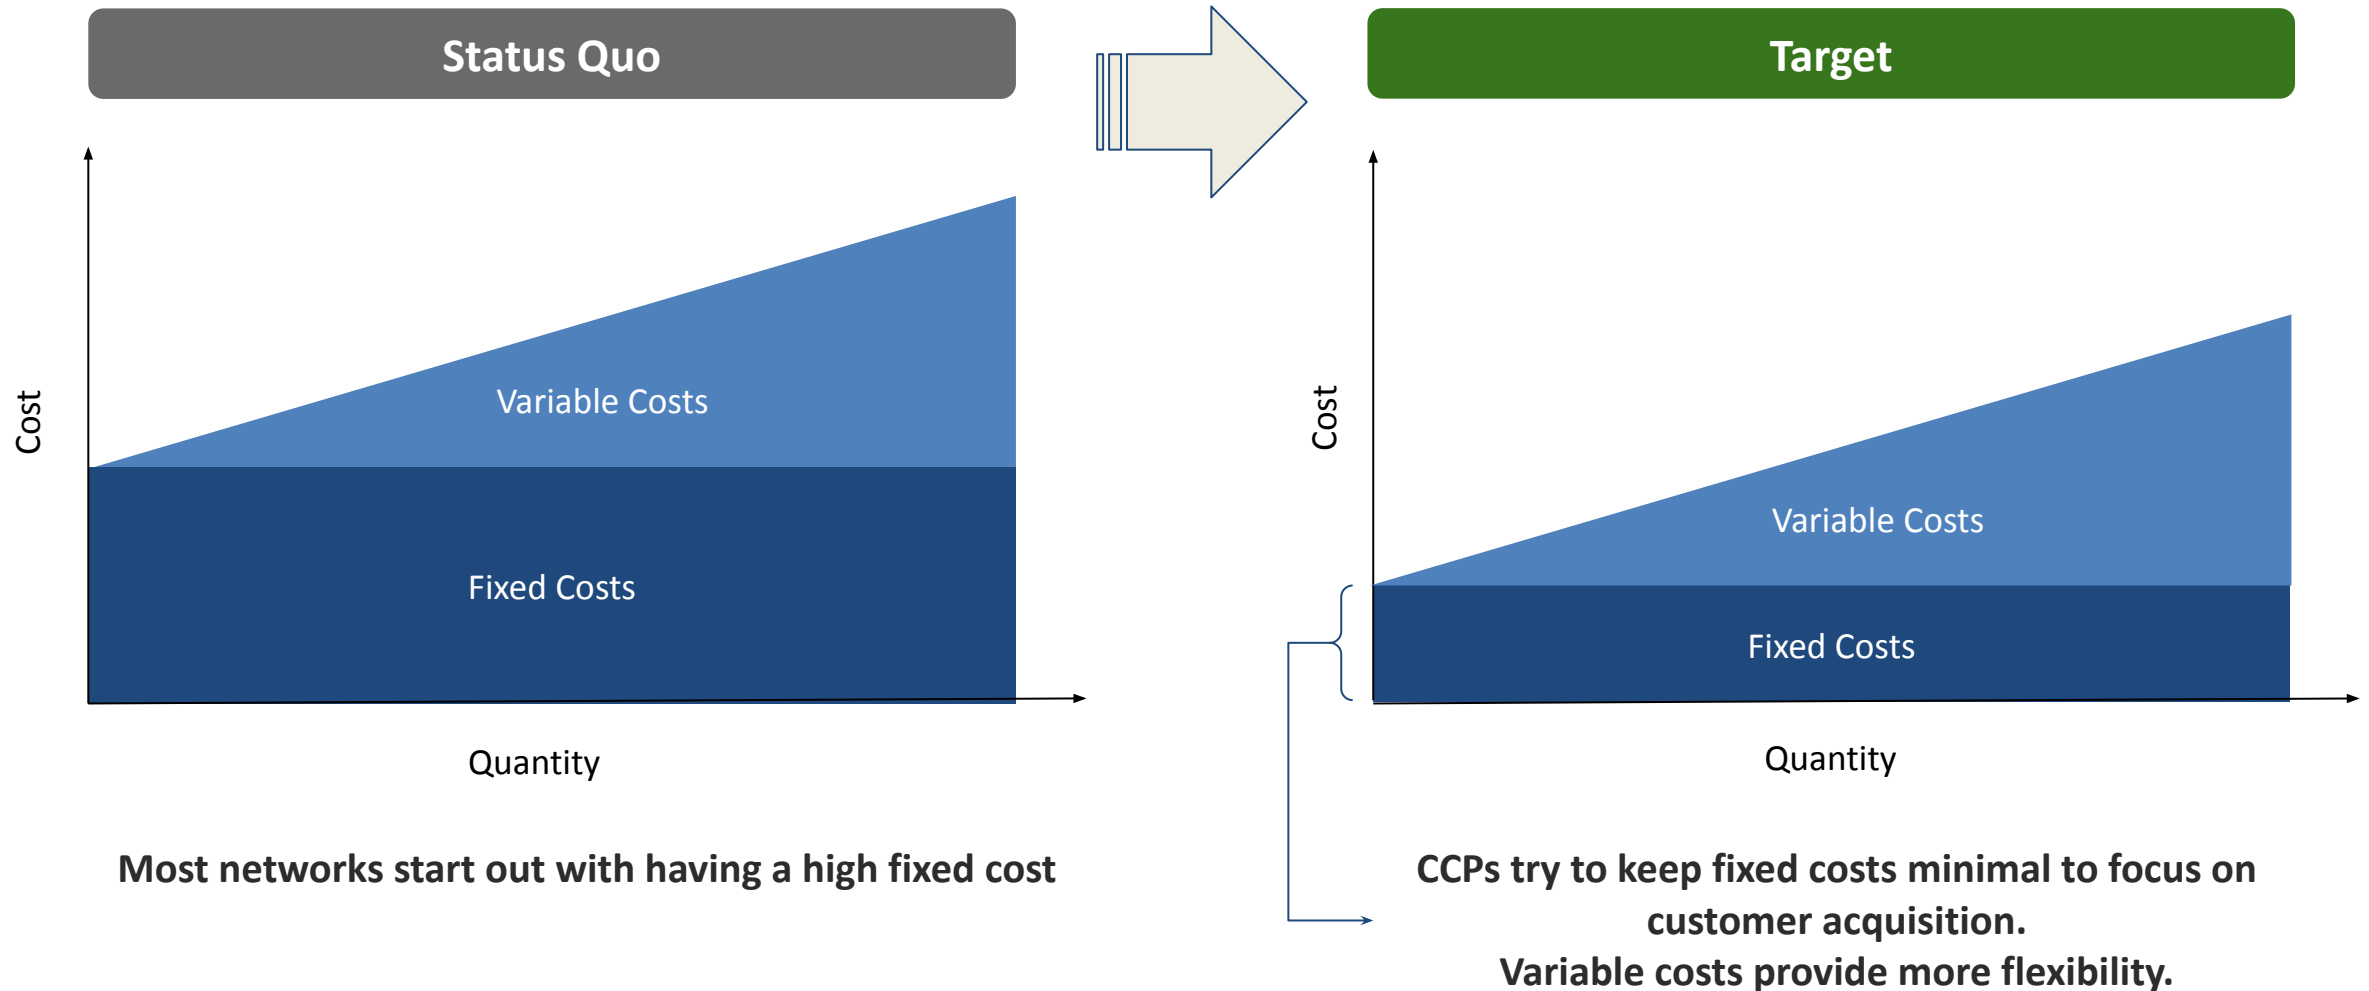 Status Quo
Target
Cost
Variable Costs
Fixed Costs
Quantity
Most networks start out with having a high fixed cost
Cost
Variable Costs
Fixed Costs
Quantity
CCPs try to keep fixed costs minimal to focus on
customer acquisition.
Variable costs provide more flexibility.